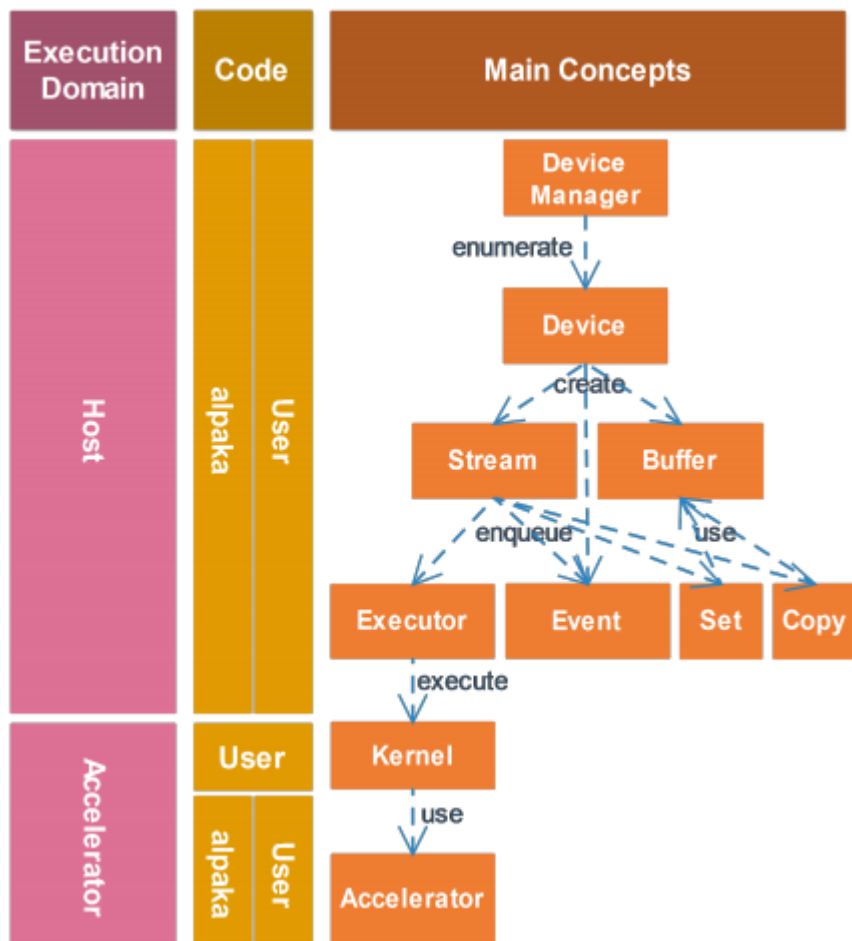 Execution
Domain
Code
Main Concepts
Host
alpaka
User
Device
Manager
enumerate
Device
create
Stream
Buffer
enqueue
use
Executor
Event
Set
Copy
execute
Accelerator
User
Kernel
use
alpaka
User
Accelerator